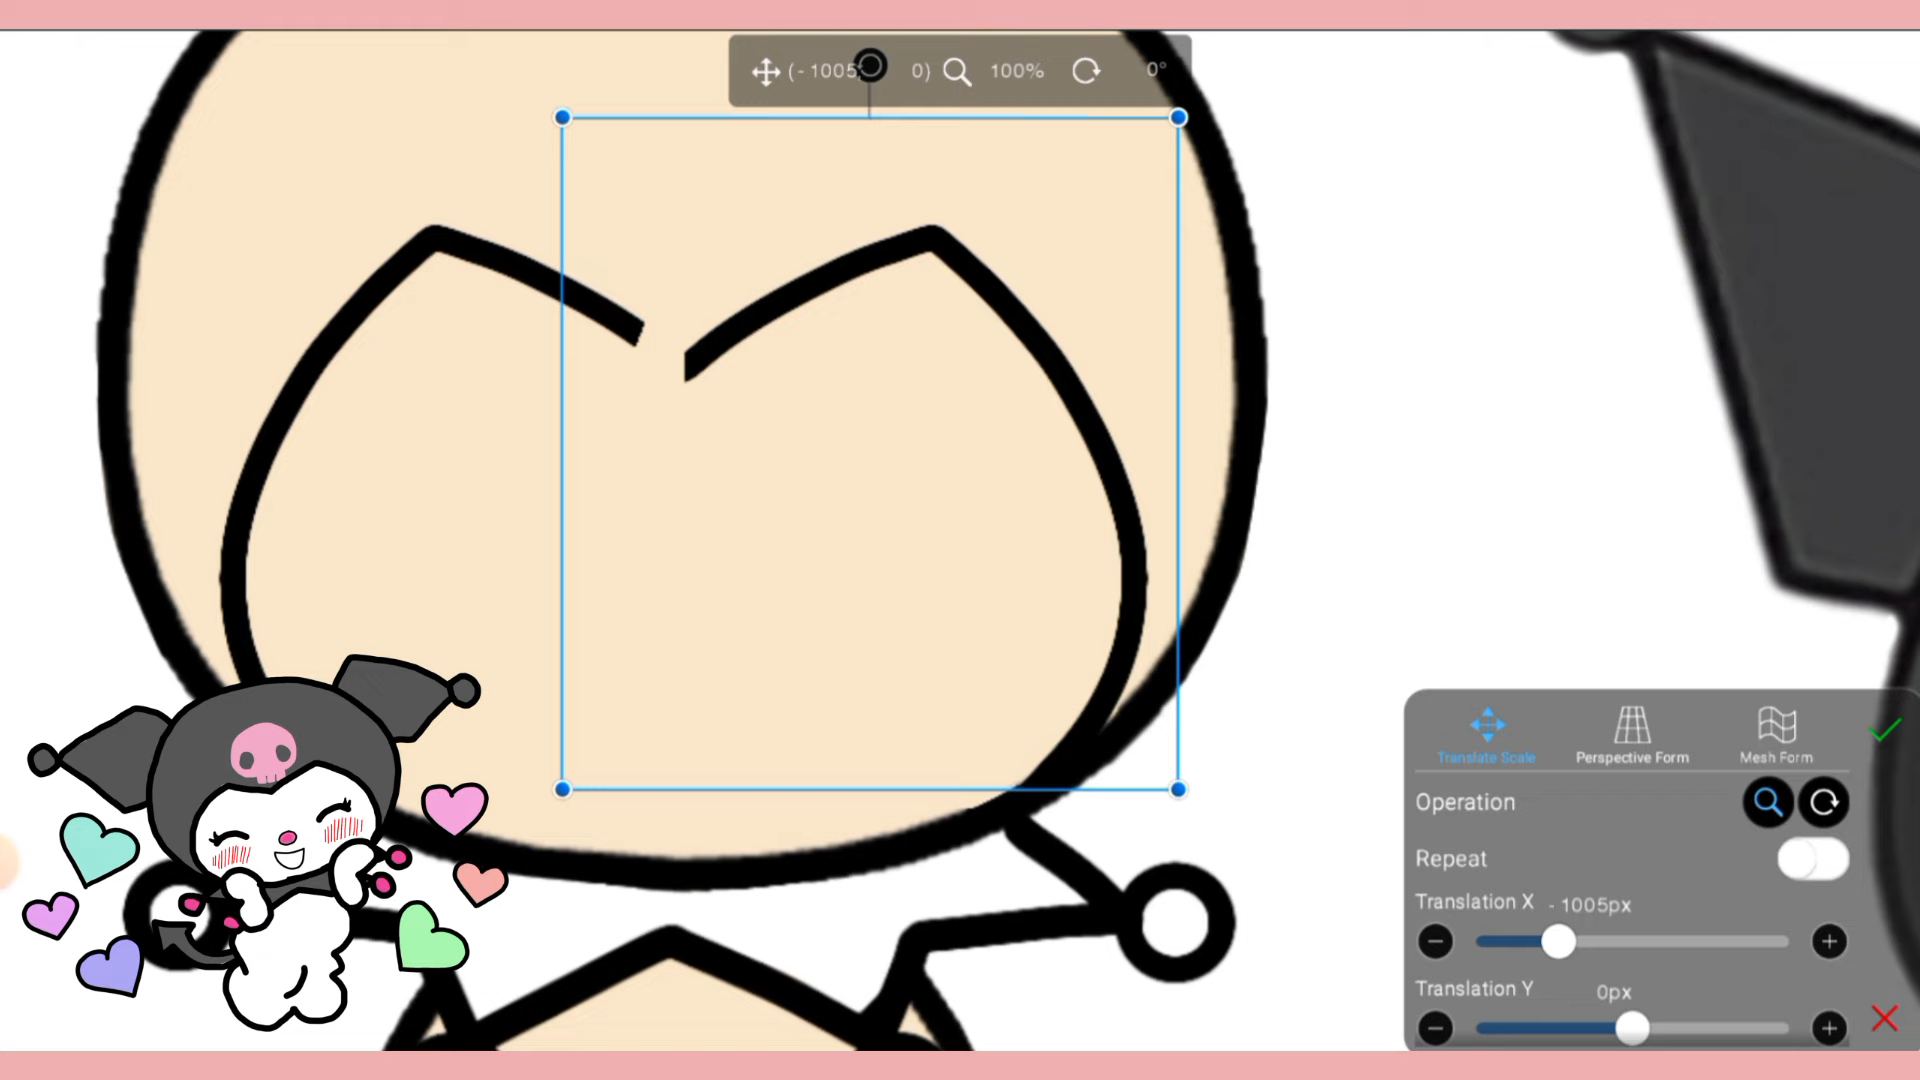 (- 1005, 0) 100% 0°
Translate Scale Perspective Form Mesh Form
Operation
Repeat
Translation X - 1005px
Translation Y 0px